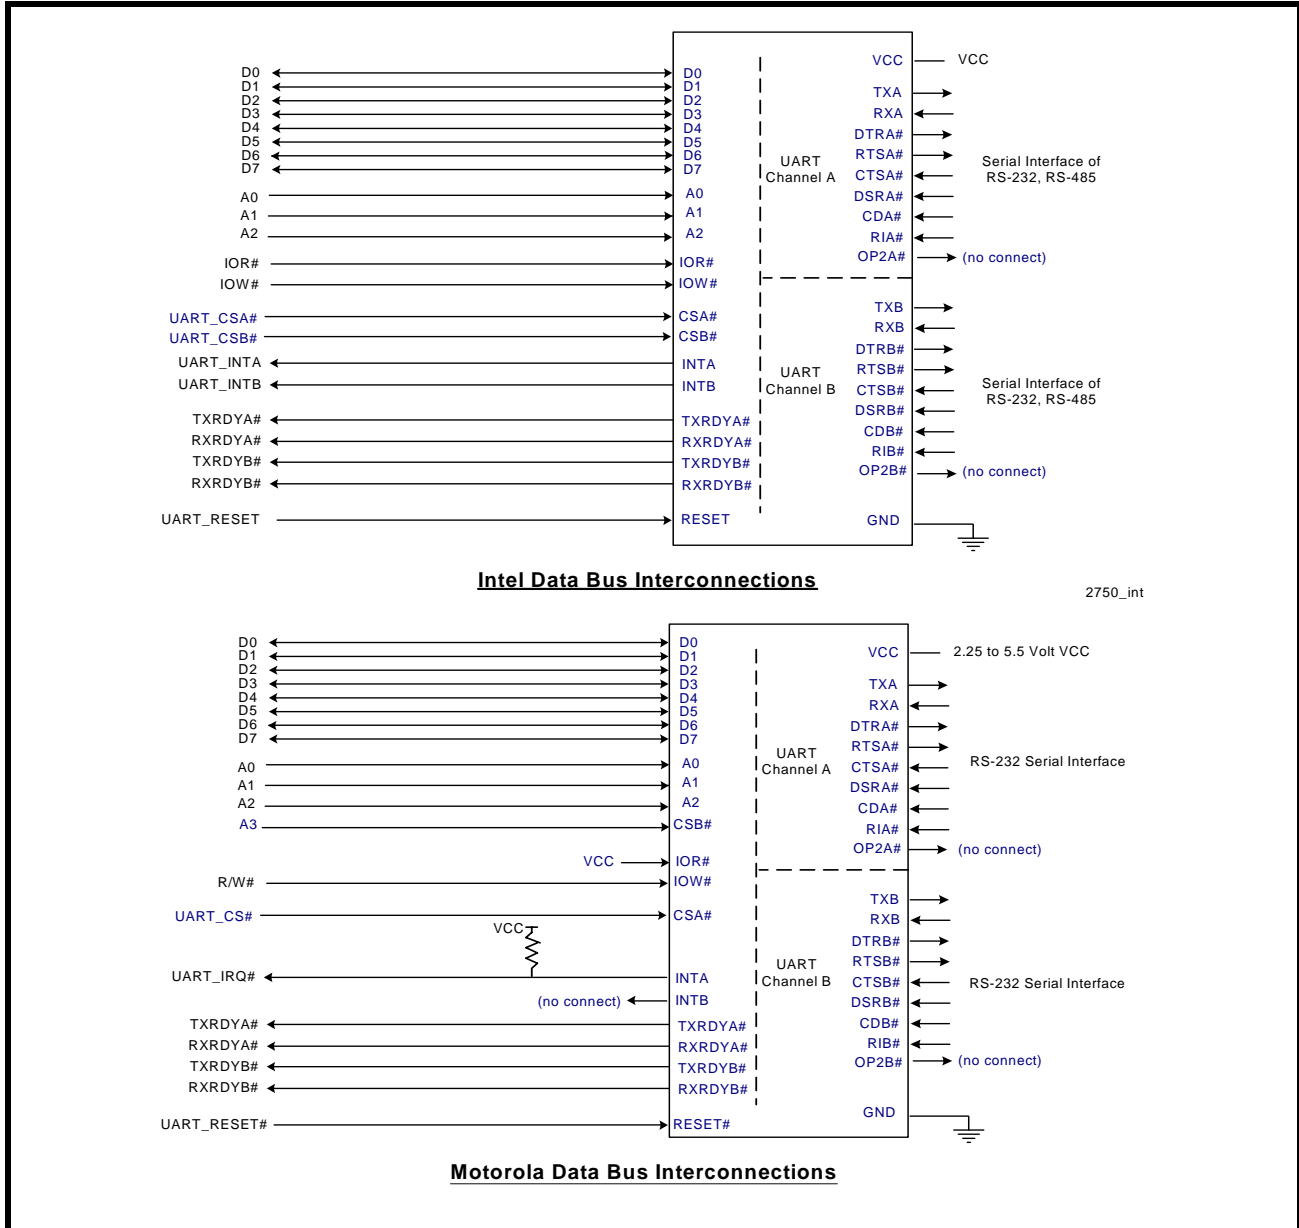 VCC VCC
D0 D0
D1 D1
D2 D2
TXA
D3 D3
RXA
D4 D4
D5 D5
DTRA#
D6 D6
D7 D7
UART
Channel A
RTSA#
Serial Interface of
RS-232, RS-485
CTSA#
A0 A0
DSRA#
A1 A1
CDA#
A2 A2
RIA#
IOR# IOR#
OP2A# (no connect)
IOW# IOW#
UART_CSA# CSA#
TXB
UART_CSB# CSB#
RXB
DTRB#
UART_INTA INTA
RTSB#
UART
Channel B
UART_INTB INTB
Serial Interface of
RS-232, RS-485
CTSB#
DSRB#
TXRDYA# TXRDYA#
CDB#
RXRDYA# RXRDYA#
RIB#
TXRDYB# TXRDYB#
OP2B# (no connect)
RXRDYB# RXRDYB#
UART_RESET RESET
GND
Intel Data Bus Interconnections
2750_int
D0 D0
VCC 2.25 to 5.5 Volt VCC
D1 D1
D2 D2
D3 D3
TXA
D4 D4
D5 D5
RXA
D6 D6
DTRA#
D7 D7
UART
Channel A
RTSA#
A0 A0
CTSA#
RS-232 Serial Interface
A1 A1
DSRA#
A2 A2
CDA#
A3 CSB#
RIA#
OP2A# (no connect)
VCC IOR#
R/W# IOW#
TXB
UART_CS# CSA#
RXB
VCC
DTRB#
UART
Channel B
RTSB#
UART_IRQ# INTA
CTSB#
RS-232 Serial Interface
(no connect) INTB
DSRB#
TXRDYA# TXRDYA#
CDB#
RXRDYA# RXRDYA#
RIB#
TXRDYB# TXRDYB#
OP2B# (no connect)
RXRDYB# RXRDYB#
GND
UART_RESET# RESET#
Motorola Data Bus Interconnections